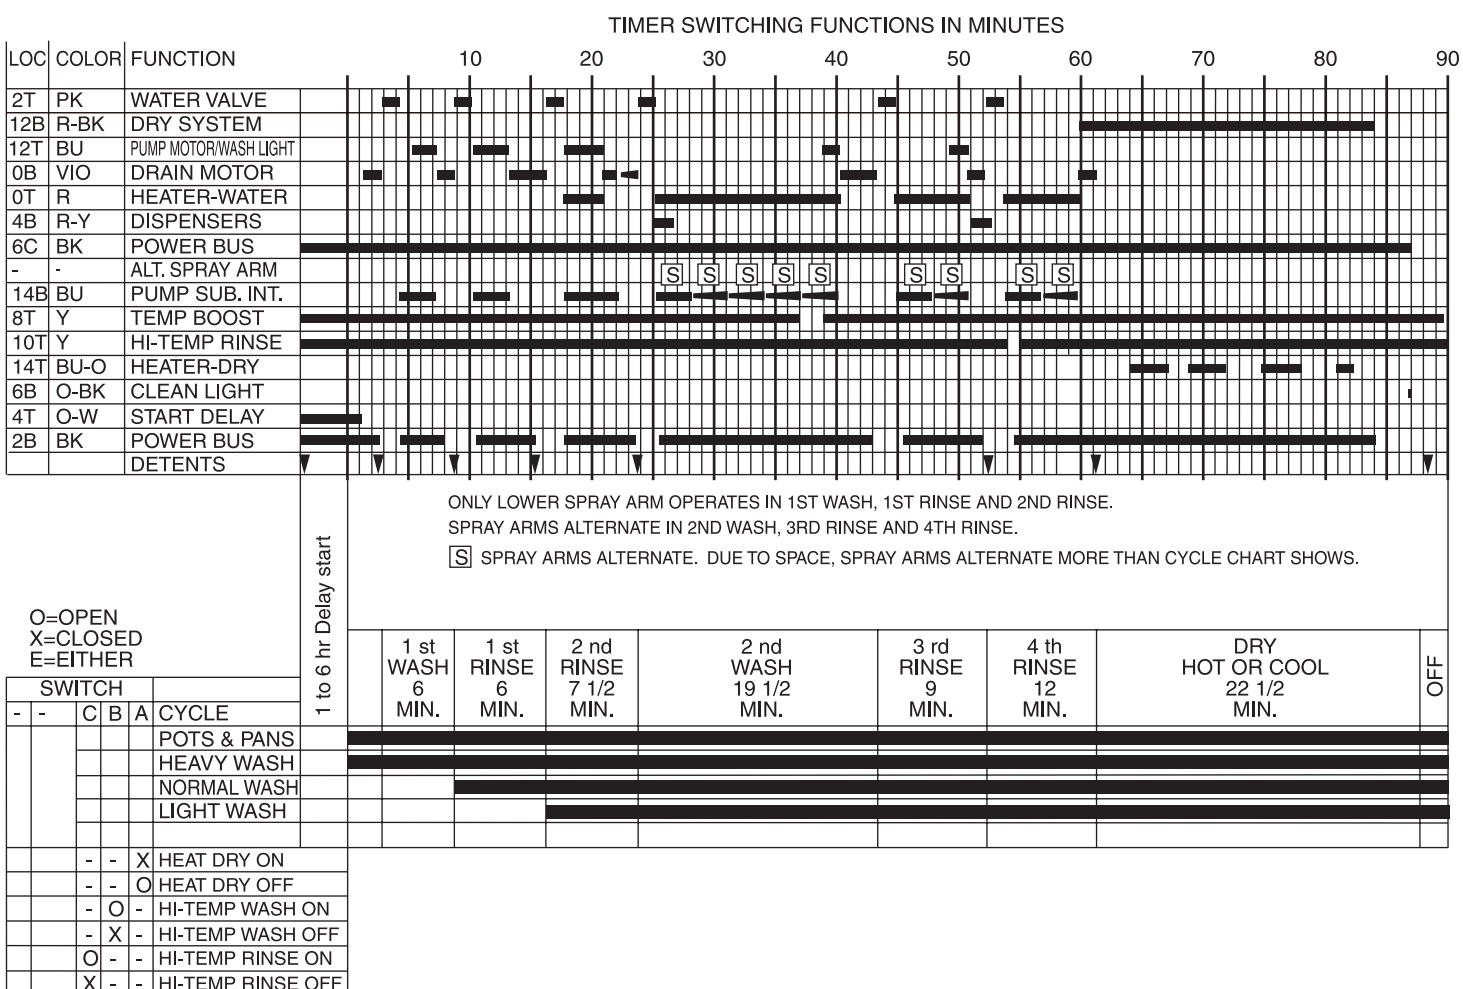 TIMER SWITCHING FUNCTIONS IN MINUTES
LOC COLOR FUNCTION 10 20 30 40 50 60 70 80 90
2T PK WATER VALVE
12B R-BK DRY SYSTEM
12T BU PUMP MOTOR/WASH LIGHT
0B VIO DRAIN MOTOR
0T R HEATER-WATER
4B R-Y DISPENSERS
6C BK POWER BUS
- - ALT. SPRAY ARM S S S S S S S S S
14B BU PUMP SUB. INT.
8T Y TEMP BOOST
10T Y HI-TEMP RINSE
14T BU-O HEATER-DRY
6B O-BK CLEAN LIGHT
4T O-W START DELAY
2B BK POWER BUS
DETENTS
ONLY LOWER SPRAY ARM OPERATES IN 1ST WASH, 1ST RINSE AND 2ND RINSE.
SPRAY ARMS ALTERNATE IN 2ND WASH, 3RD RINSE AND 4TH RINSE.
S SPRAY ARMS ALTERNATE. DUE TO SPACE, SPRAY ARMS ALTERNATE MORE THAN CYCLE CHART SHOWS.
1 to 6 hr Delay start
O=OPEN
X=CLOSED
E=EITHER
1 st 1 st 2 nd 2 nd 3 rd 4 th DRY
WASH RINSE RINSE WASH RINSE RINSE HOT OR COOL
6 6 7 1/2 19 1/2 9 12 22 1/2
MIN. MIN. MIN. MIN. MIN. MIN. MIN.
OFF
SWITCH
- - C B A CYCLE
POTS & PANS
HEAVY WASH
NORMAL WASH
LIGHT WASH
- - X HEAT DRY ON
- - O HEAT DRY OFF
- O - HI-TEMP WASH ON
- X - HI-TEMP WASH OFF
O - - HI-TEMP RINSE ON
X - - HI-TEMP RINSE OFF